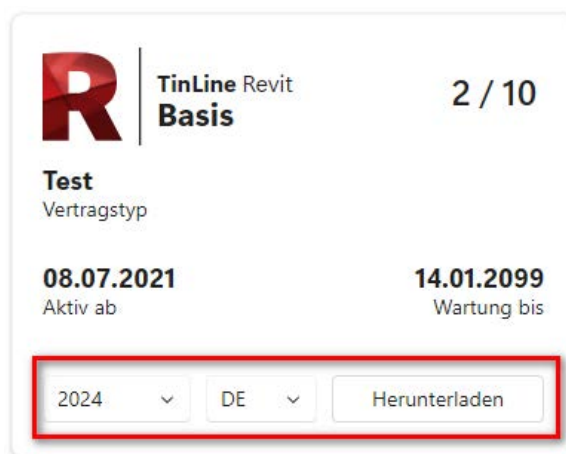 R
TinLine Revit
Basis
2 / 10
Test
Vertragstyp
08.07.2021
Aktiv ab
14.01.2099
Wartung bis
2024
DE
Herunterladen